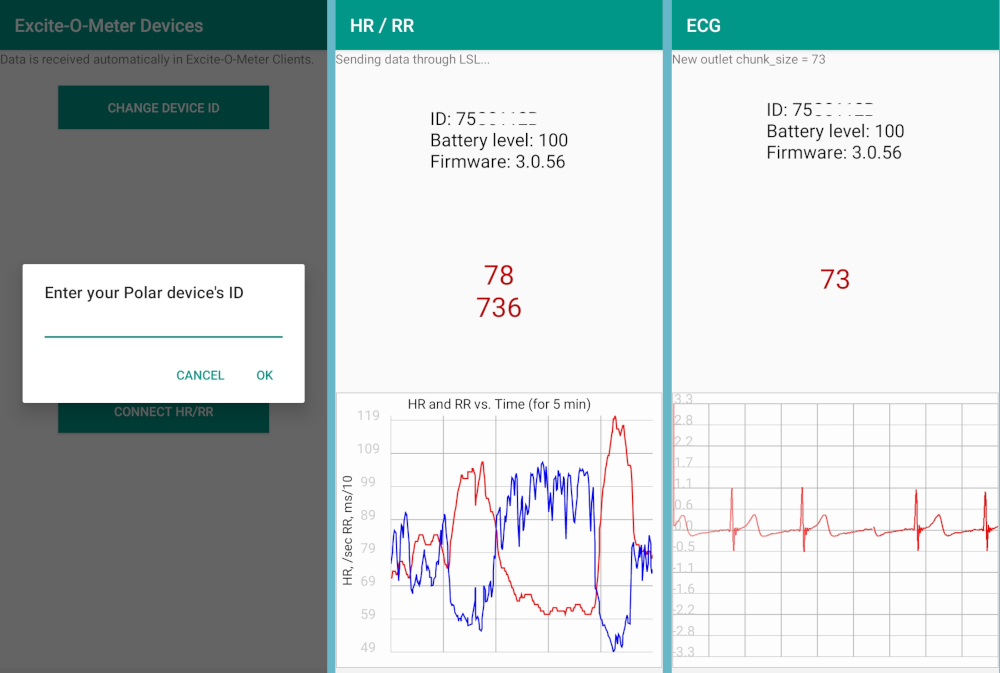 Excite-O-Meter Devices
Data is received automatically in Excite-O-Meter Clients.
CHANGE DEVICE ID
Enter your Polar device's ID
CANCEL OK
CONNECT HR/RR
HR / RR
Sending data through LSL...
ID: 75
Battery level: 100
Firmware: 3.0.56
78
736
HR and RR vs. Time (for 5 min)
119
109
99
89
79
69
59
49
HR, /sec RR, ms/10
ECG
New outlet chunk_size = 73
ID: 75
Battery level: 100
Firmware: 3.0.56
73
3.3
2.8
2.2
1.7
1.1
0.6
-0.5
-1.1
-1.6
-2.2
-2.8
-3.3